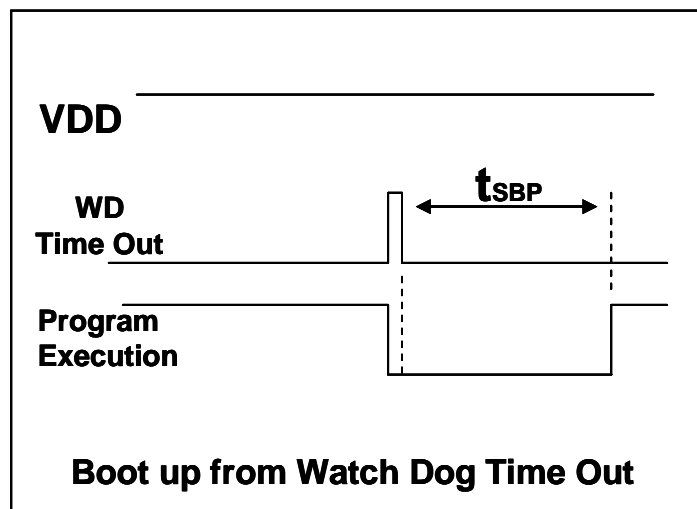 VDD
WD
Time Out
tSBP
Program
Execution
Boot up from Watch Dog Time Out